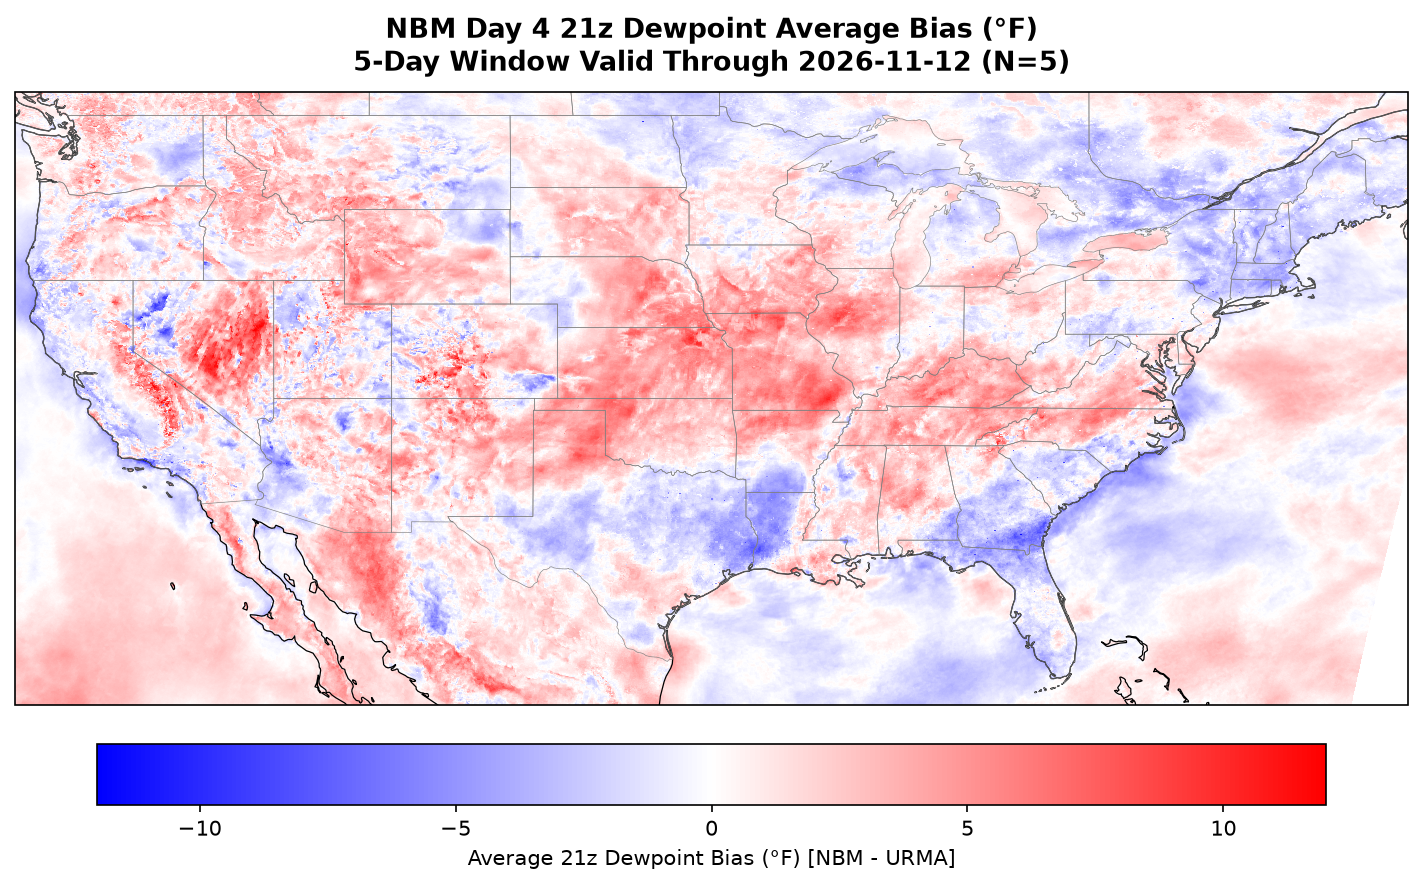 NBM Day 4 21z Dewpoint Average Bias (°F)
5-Day Window Valid Through 2026-11-12 (N=5)
−10 −5 0 5 10
Average 21z Dewpoint Bias (°F) [NBM - URMA]